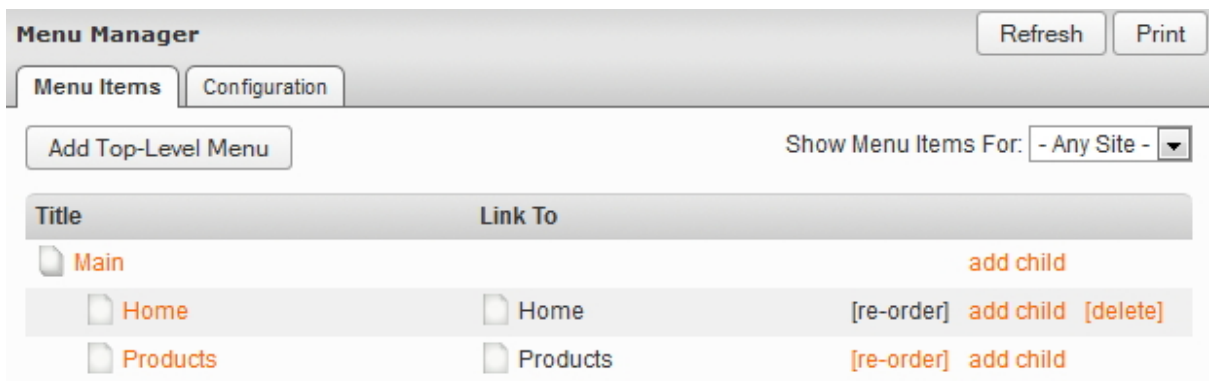 Menu Manager Refresh Print
Menu Items Configuration
Add Top-Level Menu Show Menu Items For: - Any Site -
Title Link To
Main add child
Home Home [re-order] add child [delete]
Products Products [re-order] add child